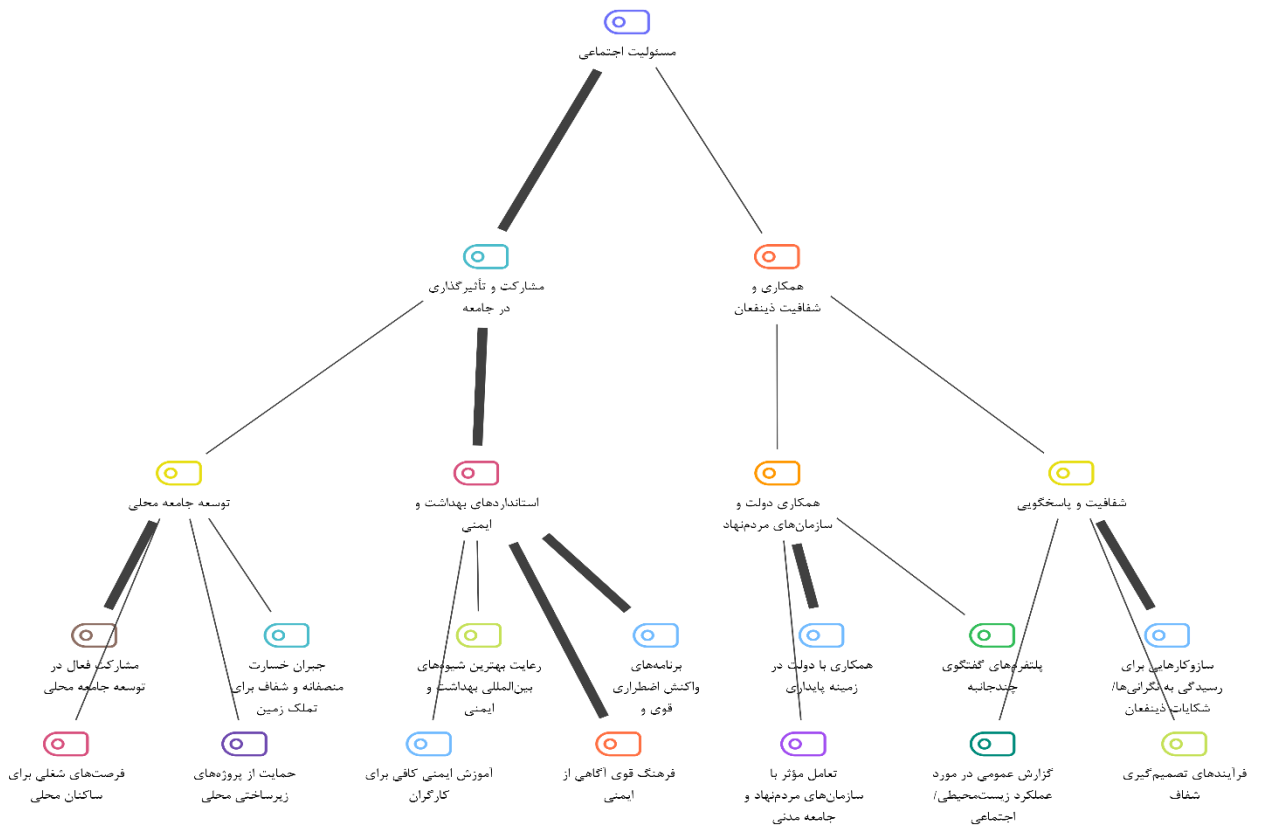 مسئولیت اجتماعی
مشارکت و تأثیرگذاری
در جامعه
همکاری و
شفافیت ذینفعان
توسعه جامعه محلی
استانداردهای بهداشت و
ایمنی
همکاری دولت و
سازمان‌های مردم‌نهاد
شفافیت و پاسخگویی
مشارکت فعال در
توسعه جامعه محلی
جبران خسارت
منصفانه و شفاف برای
تملک زمین
رعایت بهترین شیوه‌های
بین‌المللی بهداشت و
ایمنی
برنامه‌های
واکنش اضطراری
قوی و
همکاری با دولت در
زمینه پایداری
پلتفرم‌های گفتگوی
چندجانبه
سازوکارهایی برای
رسیدگی به نگرانی‌ها/
شکایات ذینفعان
فرصت‌های شغلی برای
ساکنان محلی
حمایت از پروژه‌های
زیرساختی محلی
آموزش ایمنی کافی برای
کارگران
فرهنگ قوی آگاهی از
ایمنی
تعامل مؤثر با
سازمان‌های مردم‌نهاد و
جامعه مدنی
گزارش عمومی در مورد
عملکرد زیست‌محیطی/
اجتماعی
فرآیندهای تصمیم‌گیری
شفاف